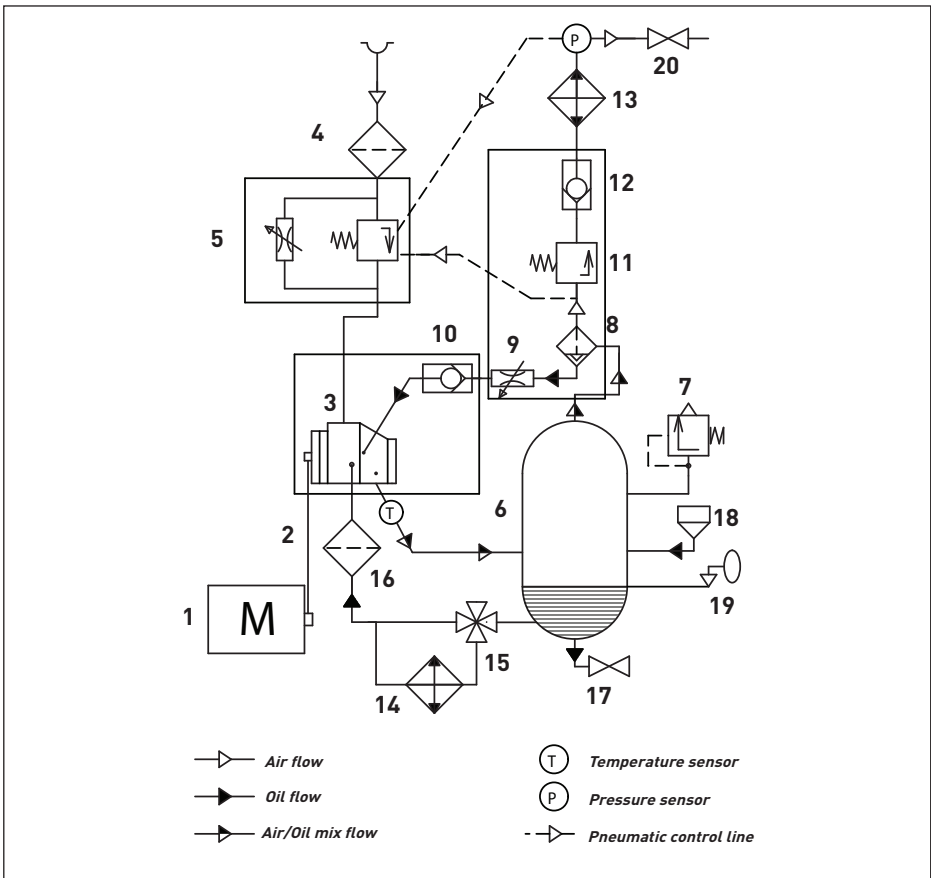 P
20
13
4
12
5
11
8
10
9
7
3
6
18
T
2
16
19
1
M
15
14
17
Air flow
Oil flow
Air/Oil mix flow
T
Temperature sensor
P
Pressure sensor
Pneumatic control line